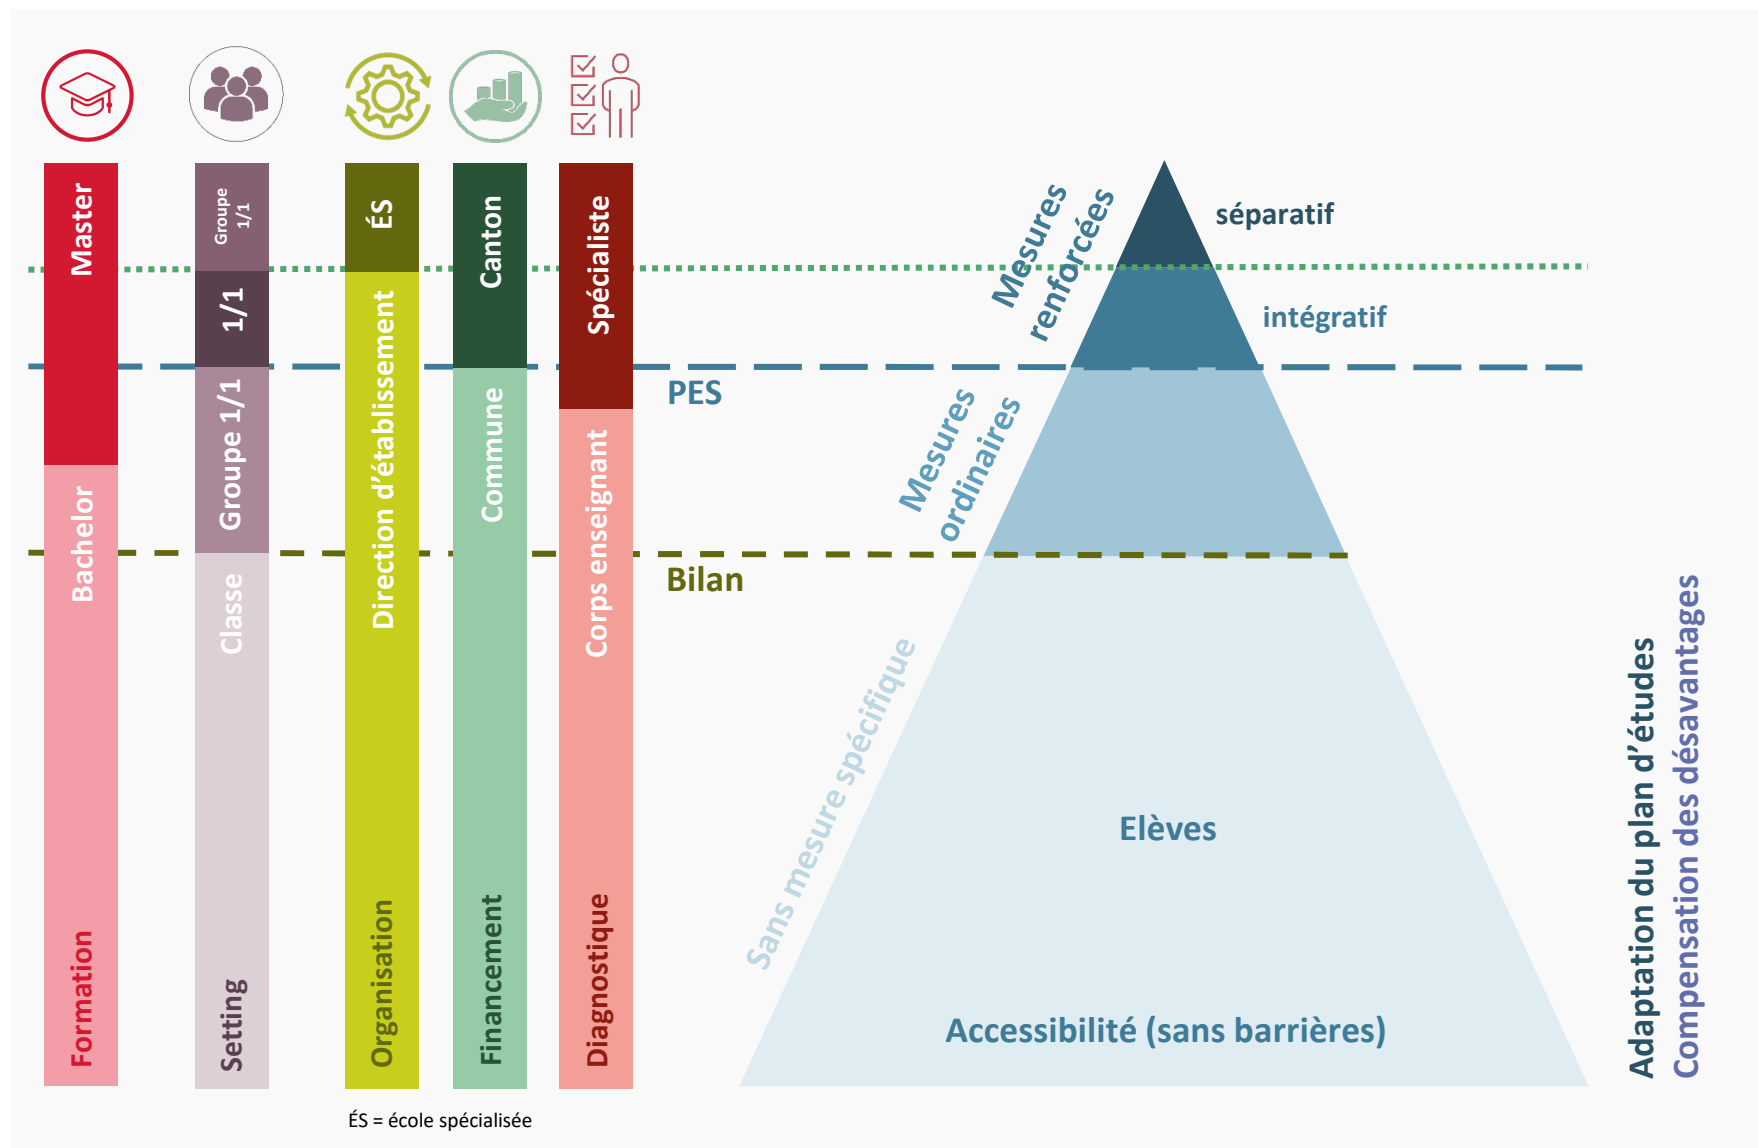 Master
Bachelor
Formation
Groupe
1/1
1/1
Groupe 1/1
Classe
Setting
ÉS
Direction d'établissement
Organisation
Canton
Commune
Financement
Spécialiste
Corps enseignant
Diagnostique
PES
Bilan
Mesures
renforcées
séparatif
intégratif
Mesures
ordinaires
Sans mesure spécifique
Elèves
Accessibilité (sans barrières)
Adaptation du plan d'études
Compensation des désavantages
ÉS = école spécialisée